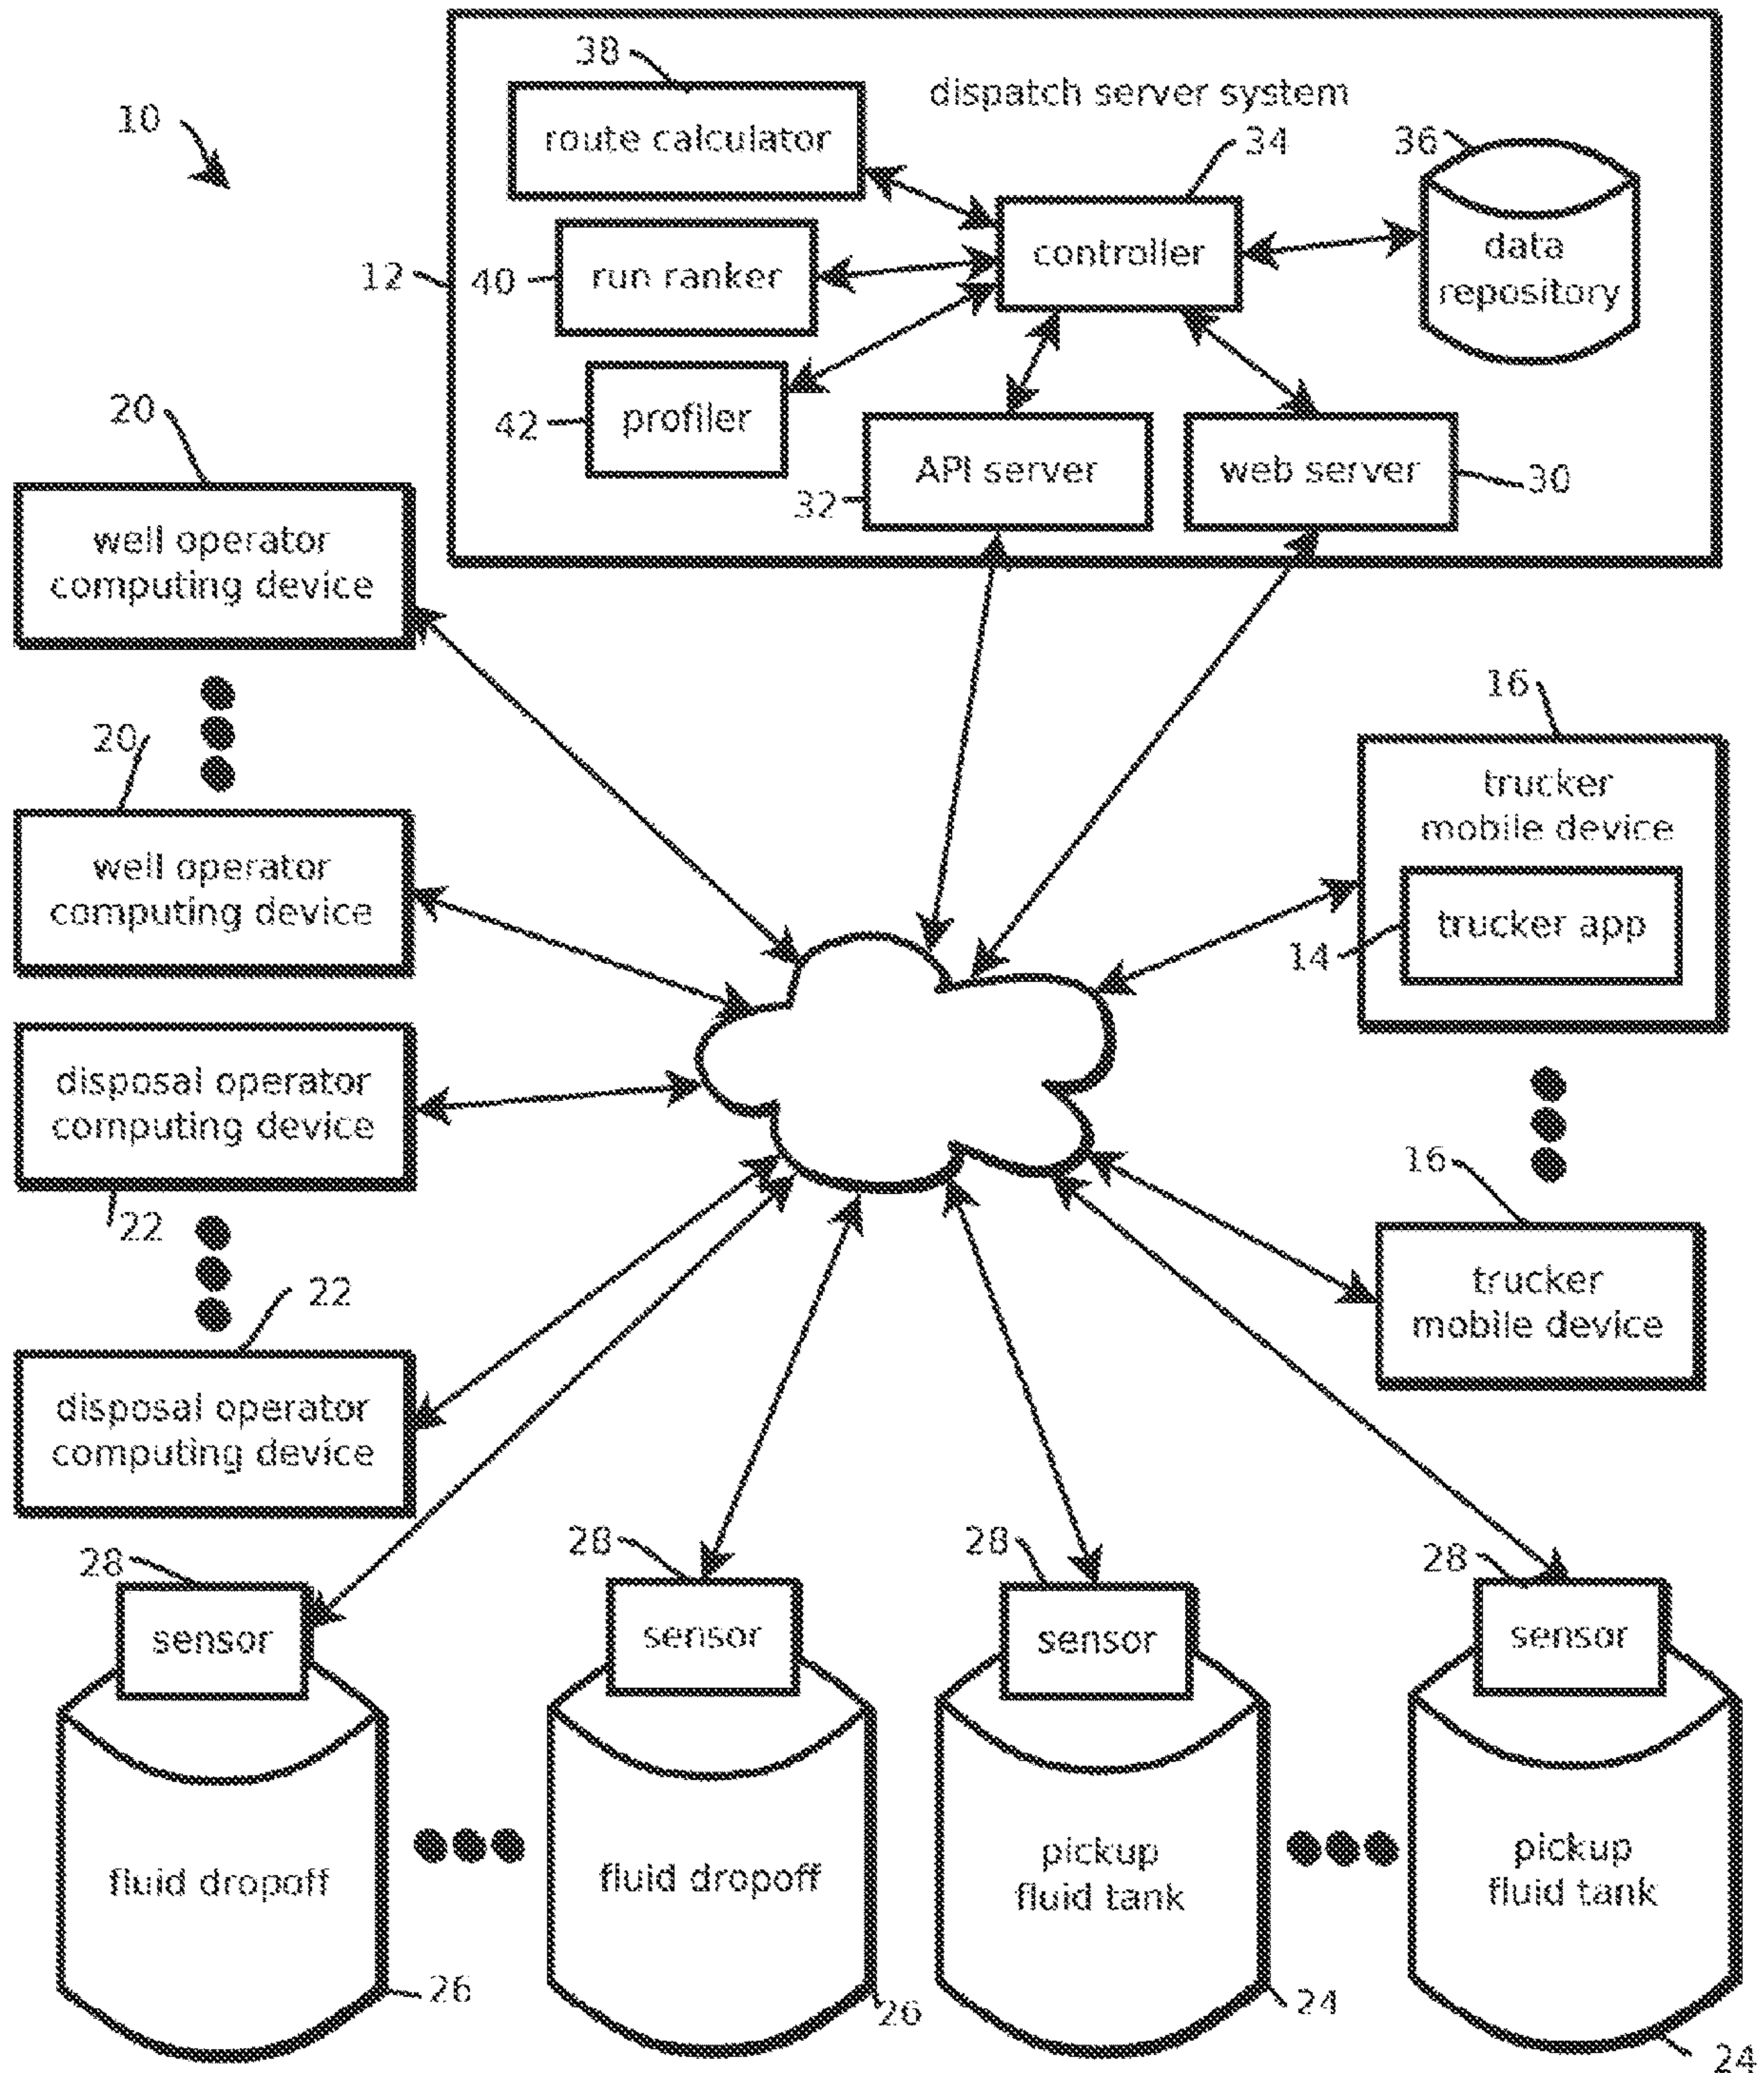 10
12
dispatch server system
38
route calculator
34
controller
36
data
repository
40
run ranker
42
profiler
32
API server
web server
30
20
well operator
computing device
20
well operator
computing device
disposal operator
computing device
22
22
disposal operator
computing device
16
trucker
mobile device
14
trucker app
16
trucker
mobile device
28
sensor
fluid dropoff
26
28
sensor
fluid dropoff
26
28
sensor
pickup
fluid tank
24
28
sensor
pickup
fluid tank
24